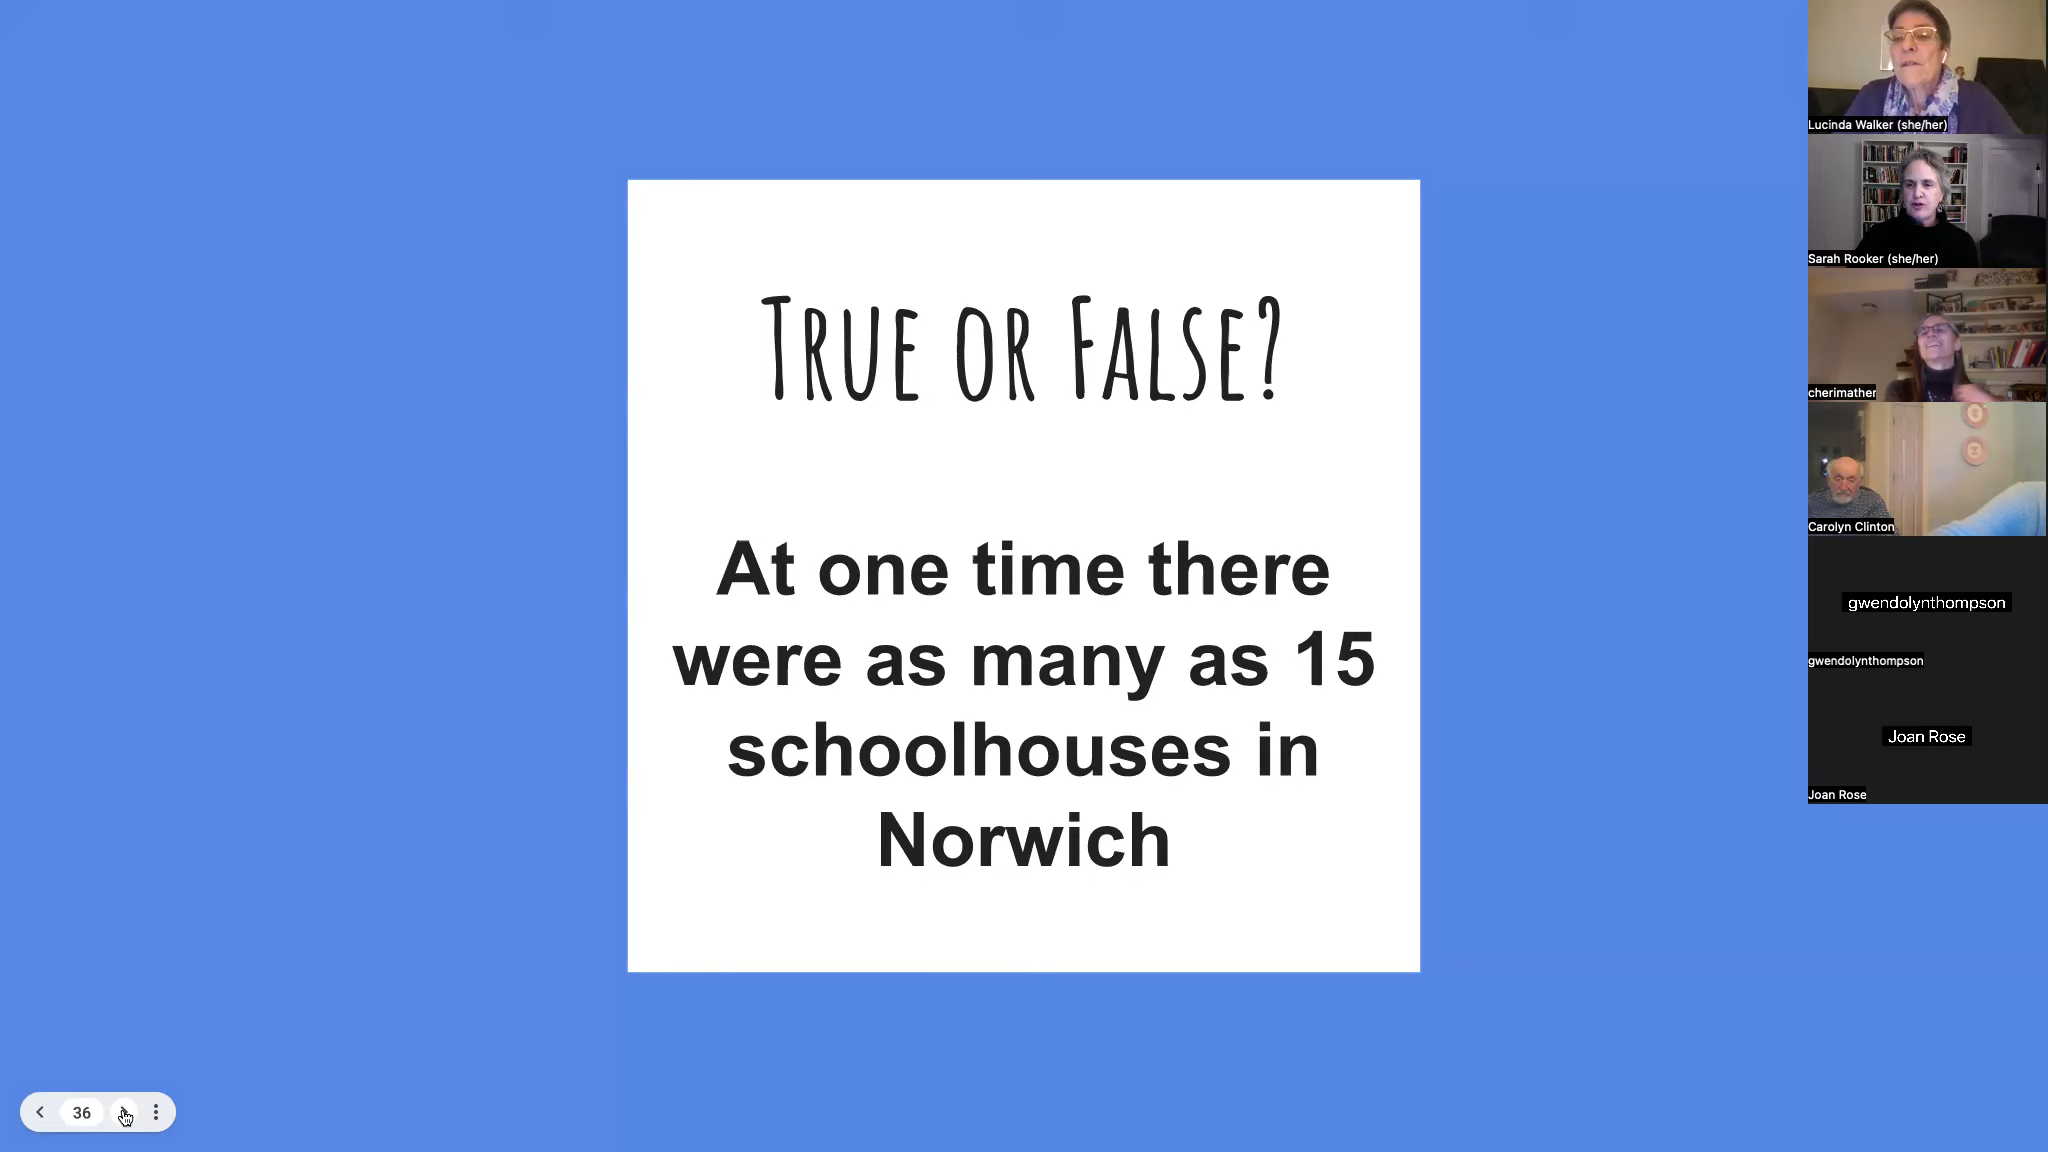 True or False?
At one time there
were as many as 15
schoolhouses in
Norwich
Lucinda Walker (she/her)
Sarah Rooker (she/her)
cherimather
Carolyn Clinton
gwendolynthompson
gwendolynthompson
Joan Rose
Joan Rose
36